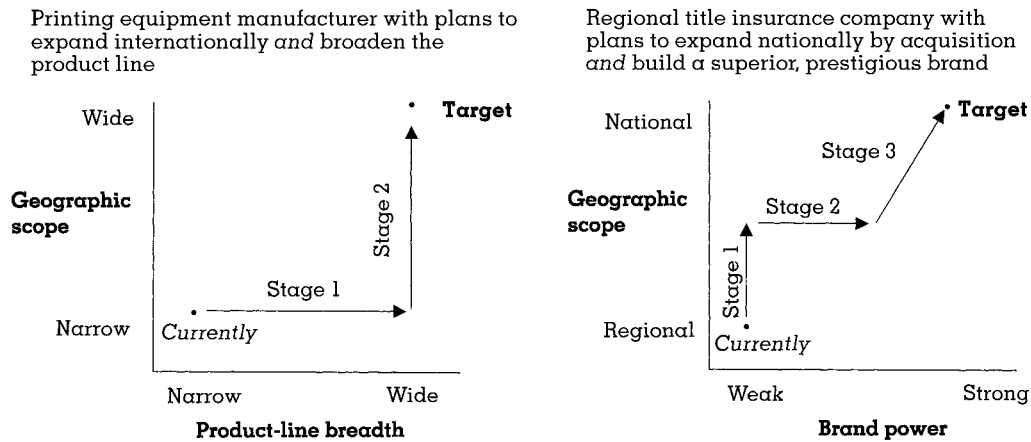 Printing equipment manufacturer with plans to
expand internationally and broaden the
product line
Wide
Target
Geographic
scope
Stage 2
Stage 1
Narrow
Currently
Narrow
Wide
Product-line breadth
Regional title insurance company with
plans to expand nationally by acquisition
and build a superior, prestigious brand
National
Target
Stage 3
Geographic
scope
Stage 2
Stage 1
Regional
Currently
Weak
Strong
Brand power